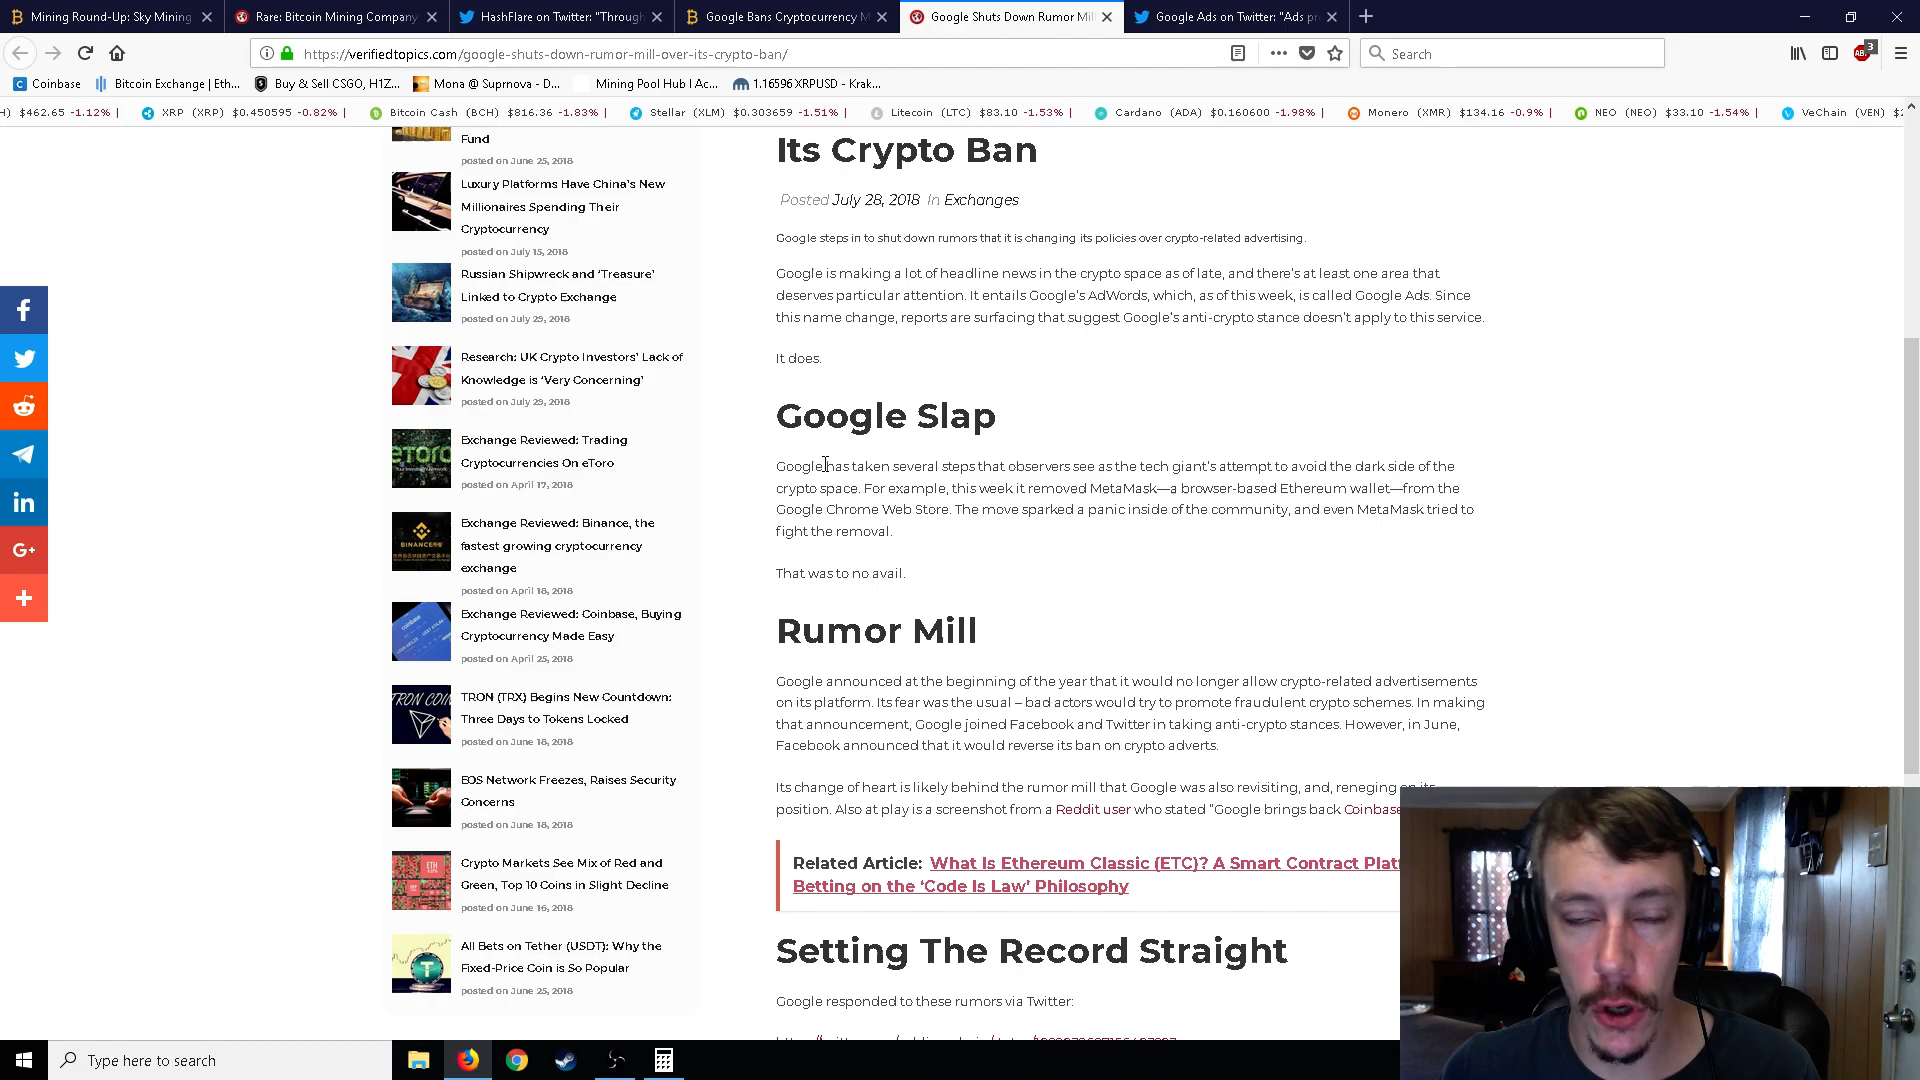 Mining Round-Up: Sky Mining
Rare: Bitcoin Mining Company
HashFlare on Twitter: "Through
Google Bans Cryptocurrency M
Google Shuts Down Rumor Mil
Google Ads on Twitter: "Ads pr
https://verifiedtopics.com/google-shuts-down-rumor-mill-over-its-crypto-ban/
Search
3
Coinbase
Bitcoin Exchange | Eth...
Buy & Sell CSGO, H1Z...
Mona @ Suprnova - D...
Mining Pool Hub | Ac...
1.16596 XRPUSD - Krak...
H) $462.65 -1.12% | XRP (XRP) $0.450595 -0.82% | Bitcoin Cash (BCH) $816.36 -1.83% | Stellar (XLM) $0.303659 -1.51% | Litecoin (LTC) $83.10 -1.53% | Cardano (ADA) $0.160600 -1.98% | Monero (XMR) $134.16 -0.9% | NEO (NEO) $33.10 -1.54% | VeChain (VEN)
Fund
posted on June 25, 2018
Luxury Platforms Have China's New
Millionaires Spending Their
Cryptocurrency
posted on July 15, 2018
Russian Shipwreck and 'Treasure'
Linked to Crypto Exchange
posted on July 29, 2018
Research: UK Crypto Investors' Lack of
Knowledge is 'Very Concerning'
posted on July 29, 2018
eTORO
Exchange Reviewed: Trading
Cryptocurrencies On eToro
posted on April 17, 2018
BINANCE
Exchange Reviewed: Binance, the
fastest growing cryptocurrency
exchange
posted on April 18, 2018
coinbase
Exchange Reviewed: Coinbase, Buying
Cryptocurrency Made Easy
posted on April 25, 2018
TRON COIN
TRON (TRX) Begins New Countdown:
Three Days to Tokens Locked
posted on June 18, 2018
EOS Network Freezes, Raises Security
Concerns
posted on June 18, 2018
ETH
Crypto Markets See Mix of Red and
Green, Top 10 Coins in Slight Decline
posted on June 16, 2018
All Bets on Tether (USDT): Why the
Fixed-Price Coin is So Popular
posted on June 25, 2018
Its Crypto Ban
Posted July 28, 2018 In Exchanges
Google steps in to shut down rumors that it is changing its policies over crypto-related advertising.
Google is making a lot of headline news in the crypto space as of late, and there's at least one area that
deserves particular attention. It entails Google's AdWords, which, as of this week, is called Google Ads. Since
this name change, reports are surfacing that suggest Google's anti-crypto stance doesn't apply to this service.
It does.
Google Slap
Google has taken several steps that observers see as the tech giant's attempt to avoid the dark side of the
crypto space. For example, this week it removed MetaMask—a browser-based Ethereum wallet—from the
Google Chrome Web Store. The move sparked a panic inside of the community, and even MetaMask tried to
fight the removal.
That was to no avail.
Rumor Mill
Google announced at the beginning of the year that it would no longer allow crypto-related advertisements
on its platform. Its fear was the usual – bad actors would try to promote fraudulent crypto schemes. In making
that announcement, Google joined Facebook and Twitter in taking anti-crypto stances. However, in June,
Facebook announced that it would reverse its ban on crypto adverts.
Its change of heart is likely behind the rumor mill that Google was also revisiting, and, reneging on its
position. Also at play is a screenshot from a Reddit user who stated "Google brings back Coinbase
Related Article: What Is Ethereum Classic (ETC)? A Smart Contract Plat
Betting on the 'Code Is Law' Philosophy
Setting The Record Straight
Google responded to these rumors via Twitter:
Type here to search